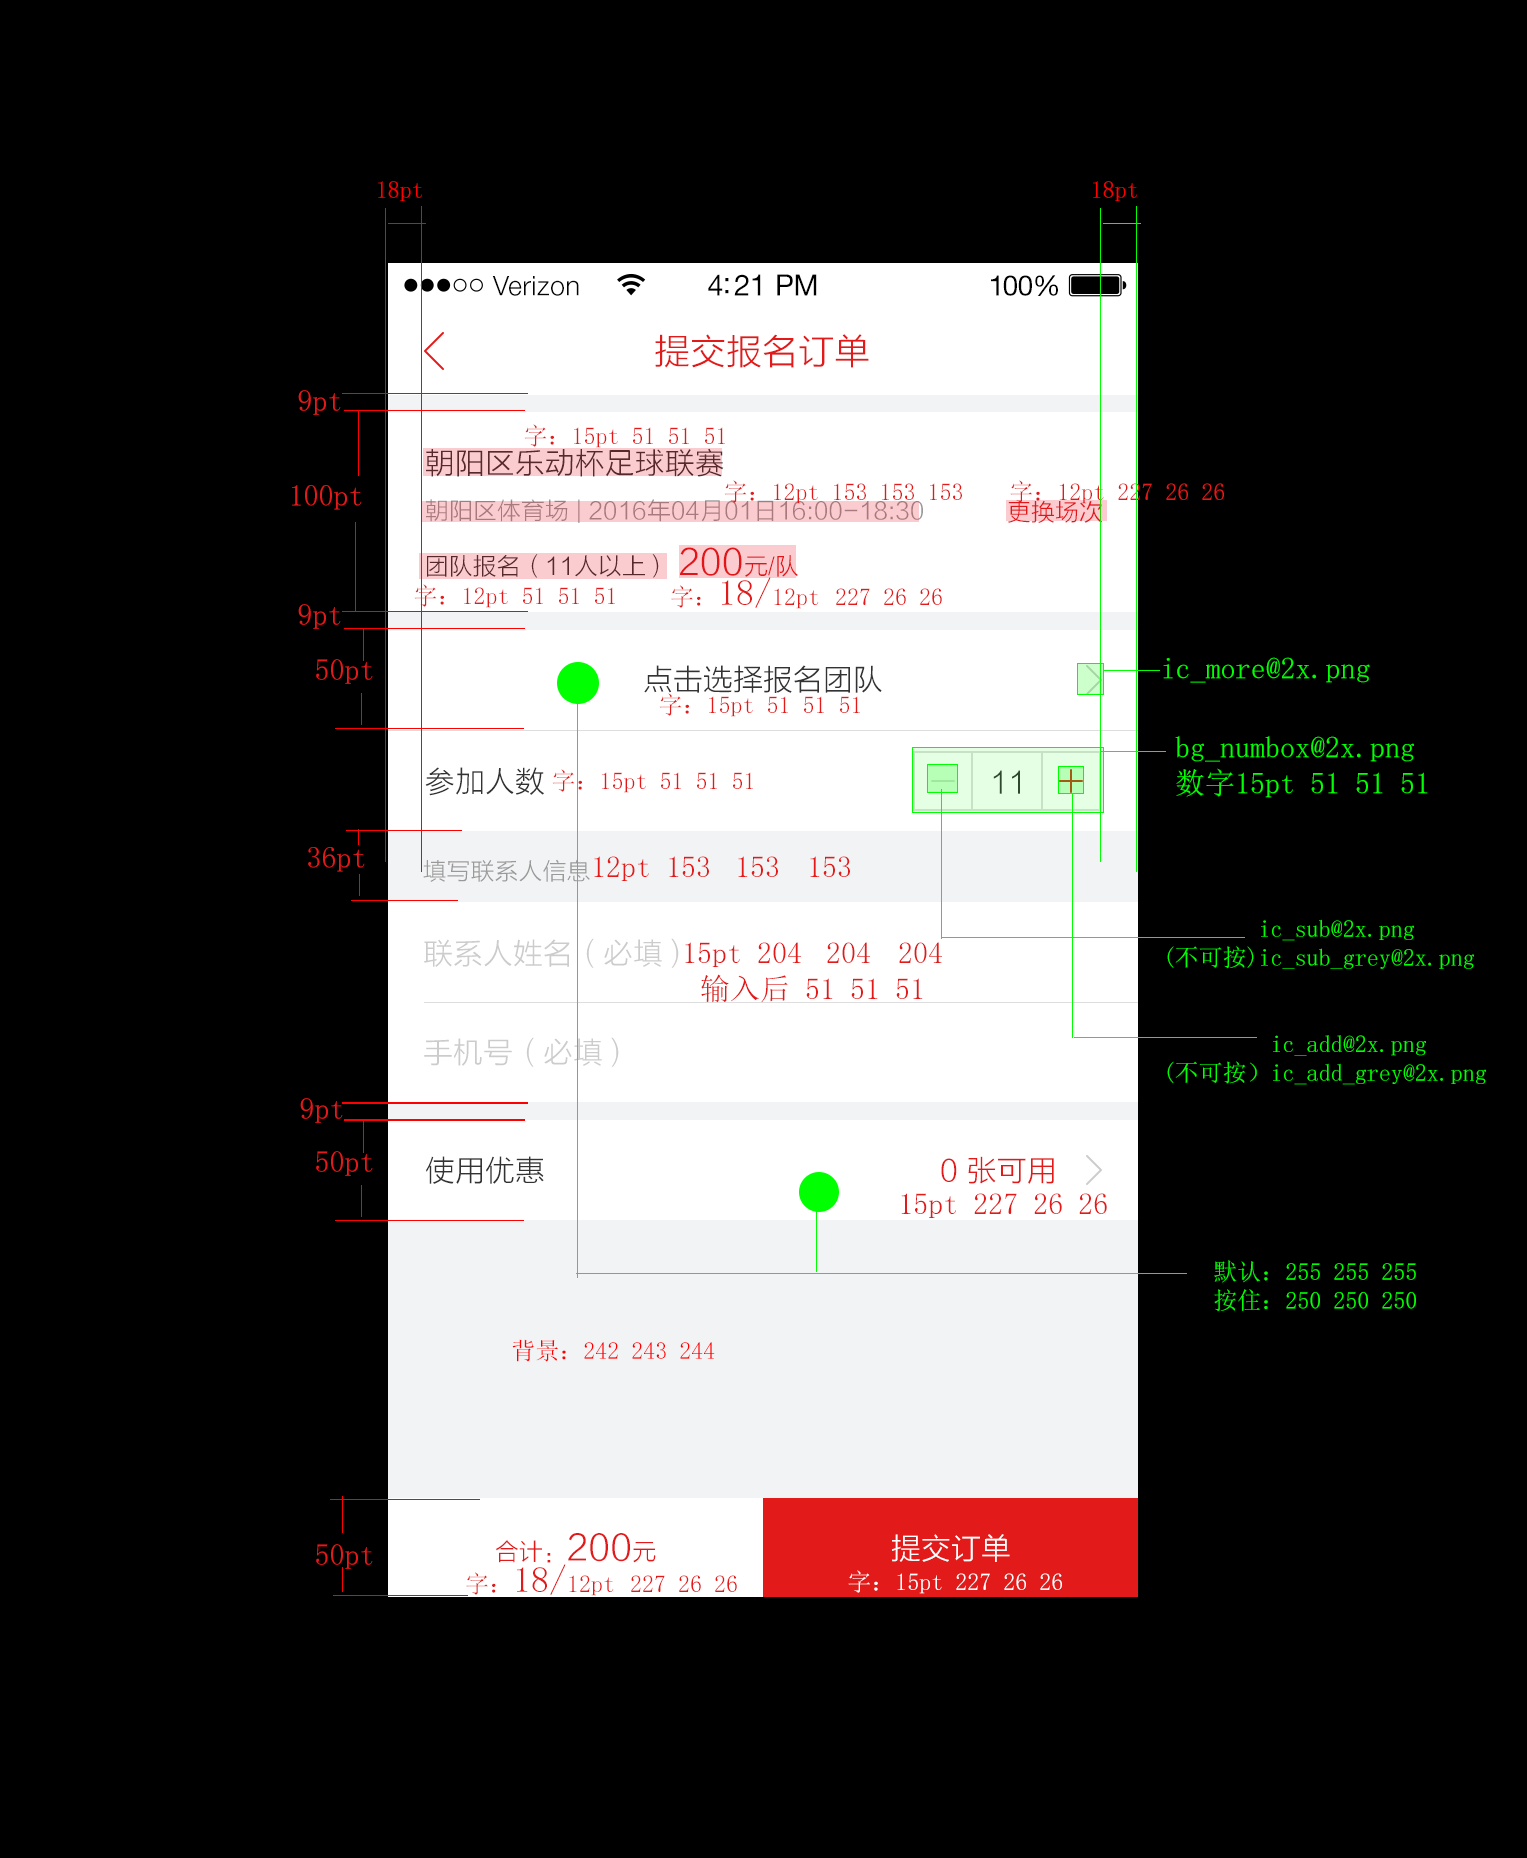 18pt 18pt
Verizon 4:21 PM 100%
提交报名订单
9pt
字：15pt 51 51 51
朝阳区乐动杯足球联赛
字：12pt 153 153 153 字：12pt 227 26 26
100pt
朝阳区体育场 | 2016年04月01日16:00-18:30 更换场次
团队报名（11人以上） 200元/队
字：12pt 51 51 51 字：18/12pt 227 26 26
9pt
50pt
点击选择报名团队
ic_more@2x.png
字：15pt 51 51 51
bg_numbox@2x.png
参加人数 字：15pt 51 51 51 11 数字15pt 51 51 51
36pt
填写联系人信息12pt 153 153 153
ic_sub@2x.png
联系人姓名（必填）15pt 204 204 204
(不可按)ic_sub_grey@2x.png
输入后 51 51 51
手机号（必填）
ic_add@2x.png
(不可按）ic_add_grey@2x.png
9pt
50pt
使用优惠 0 张可用
15pt 227 26 26
默认：255 255 255
按住：250 250 250
背景：242 243 244
50pt
合计：200元 提交订单
字：18/12pt 227 26 26 字：15pt 227 26 26